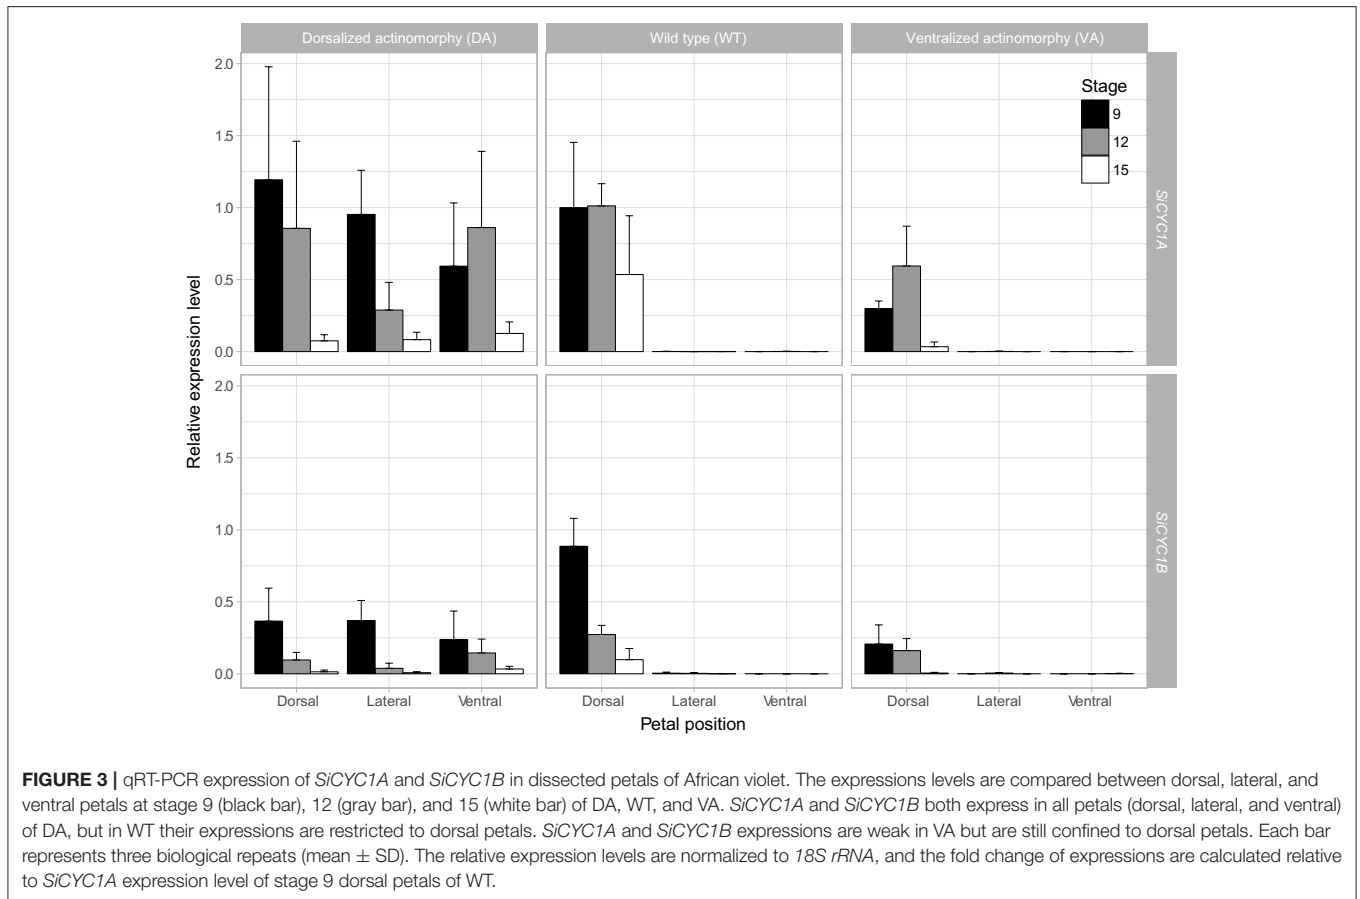 Dorsalized actinomorphy (DA)
Wild type (WT)
Ventralized actinomorphy (VA)
2.0
1.5
1.0
0.5
0.0
Stage
9
12
15
SiCYC1A
Relative expression level
2.0
1.5
1.0
0.5
0.0
SiCYC1B
Dorsal Lateral Ventral
Dorsal Lateral Ventral
Dorsal Lateral Ventral
Petal position
FIGURE 3 | qRT-PCR expression of SiCYC1A and SiCYC1B in dissected petals of African violet. The expressions levels are compared between dorsal, lateral, and
ventral petals at stage 9 (black bar), 12 (gray bar), and 15 (white bar) of DA, WT, and VA. SiCYC1A and SiCYC1B both express in all petals (dorsal, lateral, and ventral)
of DA, but in WT their expressions are restricted to dorsal petals. SiCYC1A and SiCYC1B expressions are weak in VA but are still confined to dorsal petals. Each bar
represents three biological repeats (mean ± SD). The relative expression levels are normalized to 18S rRNA, and the fold change of expressions are calculated relative
to SiCYC1A expression level of stage 9 dorsal petals of WT.